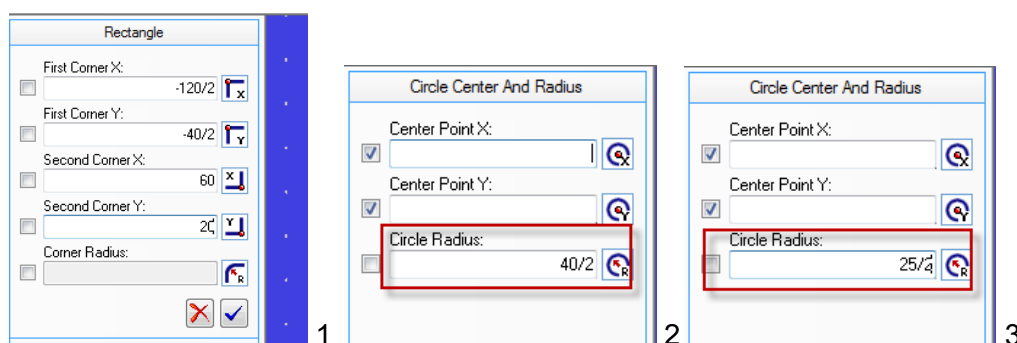 Rectangle
First Corner X:
-120/2 X
First Corner Y:
-40/2 Y
Second Corner X:
60 X
Second Corner Y:
20 Y
Corner Radius:
R
1
Circle Center And Radius
Center Point X:
X
Center Point Y:
Y
Circle Radius:
40/2 R
2
Circle Center And Radius
Center Point X:
X
Center Point Y:
Y
Circle Radius:
25/2 R
3